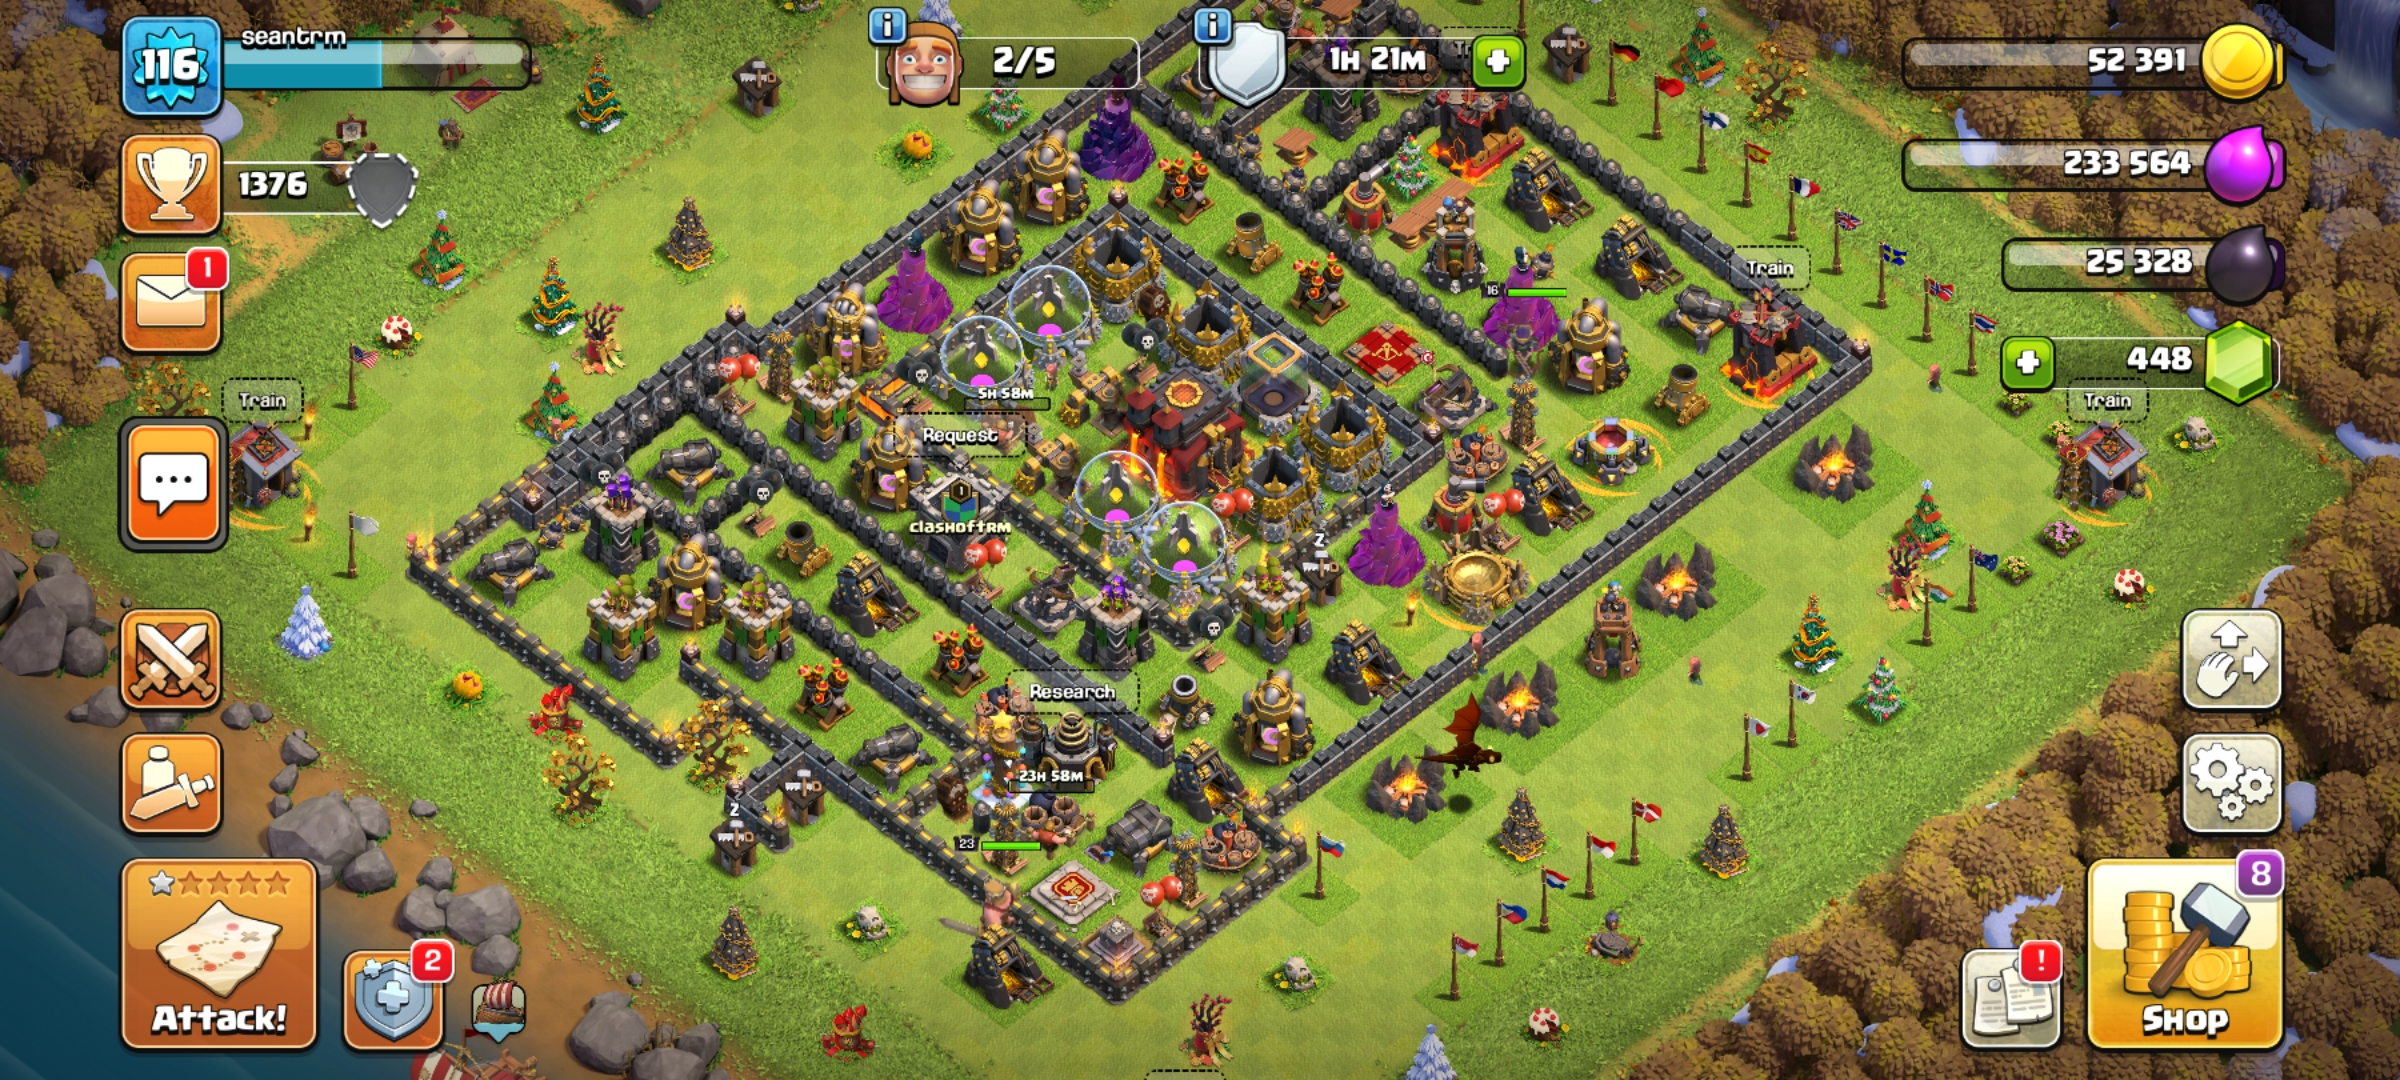 116
seantrm
2/5
1H 21M
52 391
1376
233 564
1
25 328
448
Train
Train
Train
16
5H 58M
Request
1
clashoftrm
Z
Research
23H 58M
Z
23
8
2
!
Attack!
Shop